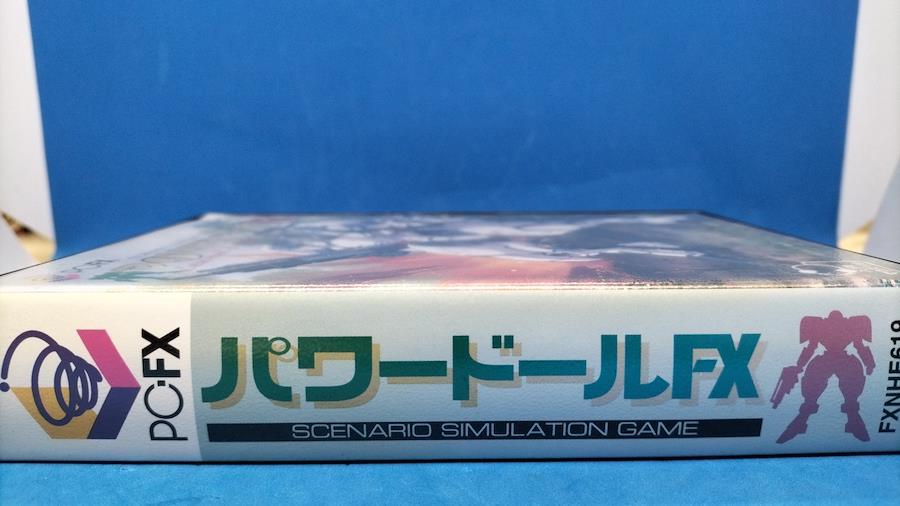 PC-FX
パワードールFX
SCENARIO SIMULATION GAME
FXNHE619